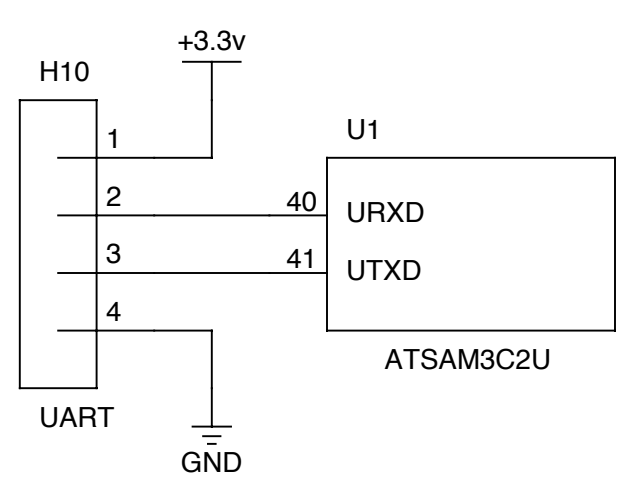 +3.3v
H10
U1
1
2
40
URXD
3
41
UTXD
4
ATSAM3C2U
UART
GND